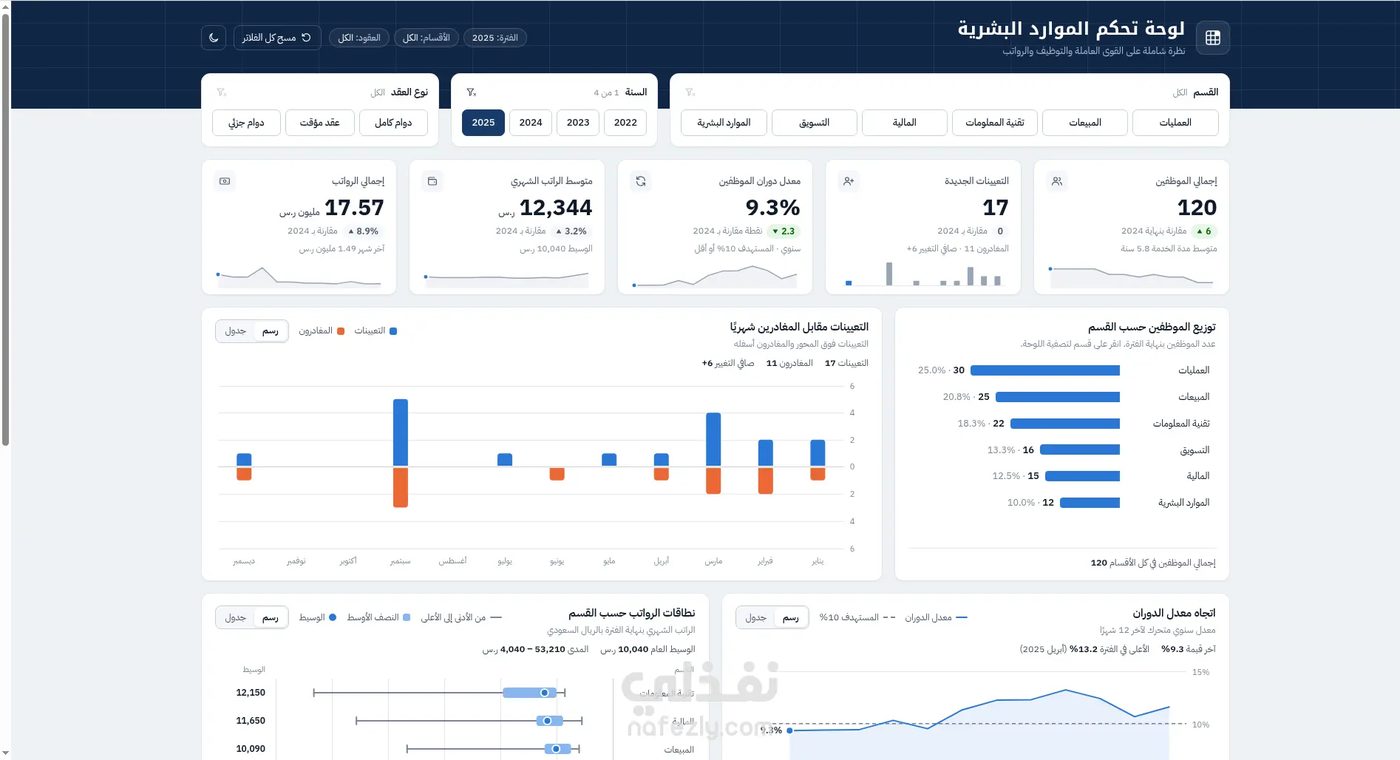 لوحة تحكم الموارد البشرية
نظرة شاملة على القوى العاملة والتوظيف والرواتب
الفترة: 2025
الأقسام: الكل
العقود: الكل
مسح كل الفلاتر
القسم الكل
العمليات
المبيعات
تقنية المعلومات
المالية
التسويق
الموارد البشرية
السنة 1 من 4
2022
2023
2024
2025
نوع العقد الكل
دوام كامل
عقد مؤقت
دوام جزئي
إجمالي الموظفين
120
▲ 6 مقارنة بنهاية 2024
متوسط مدة الخدمة 5.8 سنة
التعيينات الجديدة
17
0 مقارنة بـ 2024
المغادرون 11 · صافي التغيير 6+
معدل دوران الموظفين
9.3%
▼ 2.3 نقطة مقارنة بـ 2024
سنوي · المستهدف 10% أو أقل
متوسط الراتب الشهري
12,344 ر.س
▲ 3.2% مقارنة بـ 2024
الوسيط 10,040 ر.س
إجمالي الرواتب
17.57 مليون ر.س
▲ 8.9% مقارنة بـ 2024
آخر شهر 1.49 مليون ر.س
توزيع الموظفين حسب القسم
عدد الموظفين بنهاية الفترة. انقر على قسم لتصفية اللوحة.
العمليات 30 · 25.0%
المبيعات 25 · 20.8%
تقنية المعلومات 22 · 18.3%
التسويق 16 · 13.3%
المالية 15 · 12.5%
الموارد البشرية 12 · 10.0%
إجمالي الموظفين في كل الأقسام 120
التعيينات مقابل المغادرين شهريًا
التعيينات فوق المحور والمغادرون أسفله
التعيينات 17 المغادرون 11 صافي التغيير 6+
التعيينات
المغادرون
رسم
جدول
6
4
2
0
2
4
6
يناير فبراير مارس أبريل مايو يونيو يوليو أغسطس سبتمبر أكتوبر نوفمبر ديسمبر
اتجاه معدل الدوران
معدل سنوي متحرك لآخر 12 شهرًا
آخر قيمة 9.3% الأعلى في الفترة 13.2% (أبريل 2025)
معدل الدوران
المستهدف 10%
رسم
جدول
15%
10%
9.3%
نطاقات الرواتب حسب القسم
الراتب الشهري بنهاية الفترة بالريال السعودي
الوسيط العام 10,040 ر.س المدى 53,210 – 4,040 ر.س
من الأدنى إلى الأعلى
النصف الأوسط
الوسيط
رسم
جدول
القسم الوسيط
تقنية المعلومات 12,150
المالية 11,650
المبيعات 10,090
نفذلي
nafezly.com